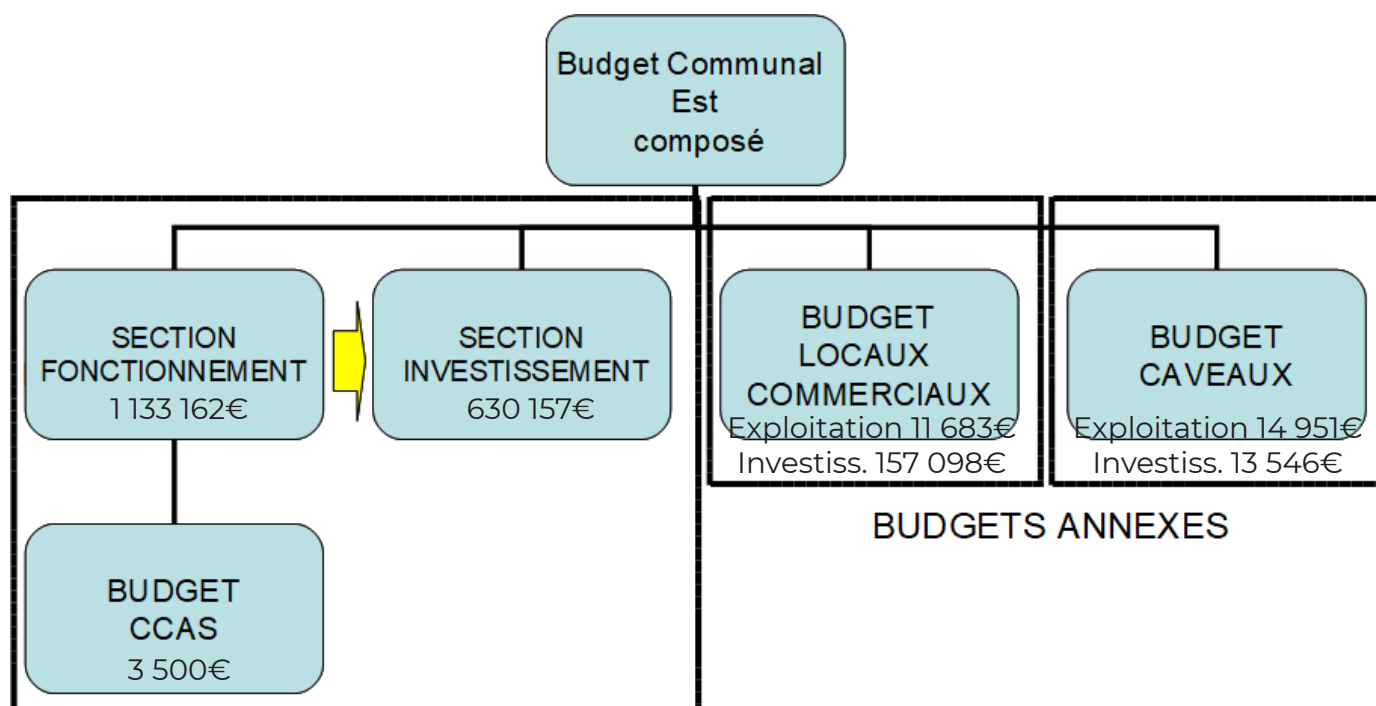 Budget Communal
Est
composé
SECTION
FONCTIONNEMENT
1 133 162€
SECTION
INVESTISSEMENT
630 157€
BUDGET
LOCAUX
COMMERCIAUX
Exploitation 11 683€
Investiss. 157 098€
BUDGET
CAVEAUX
Exploitation 14 951€
Investiss. 13 546€
BUDGETS ANNEXES
BUDGET
CCAS
3 500€